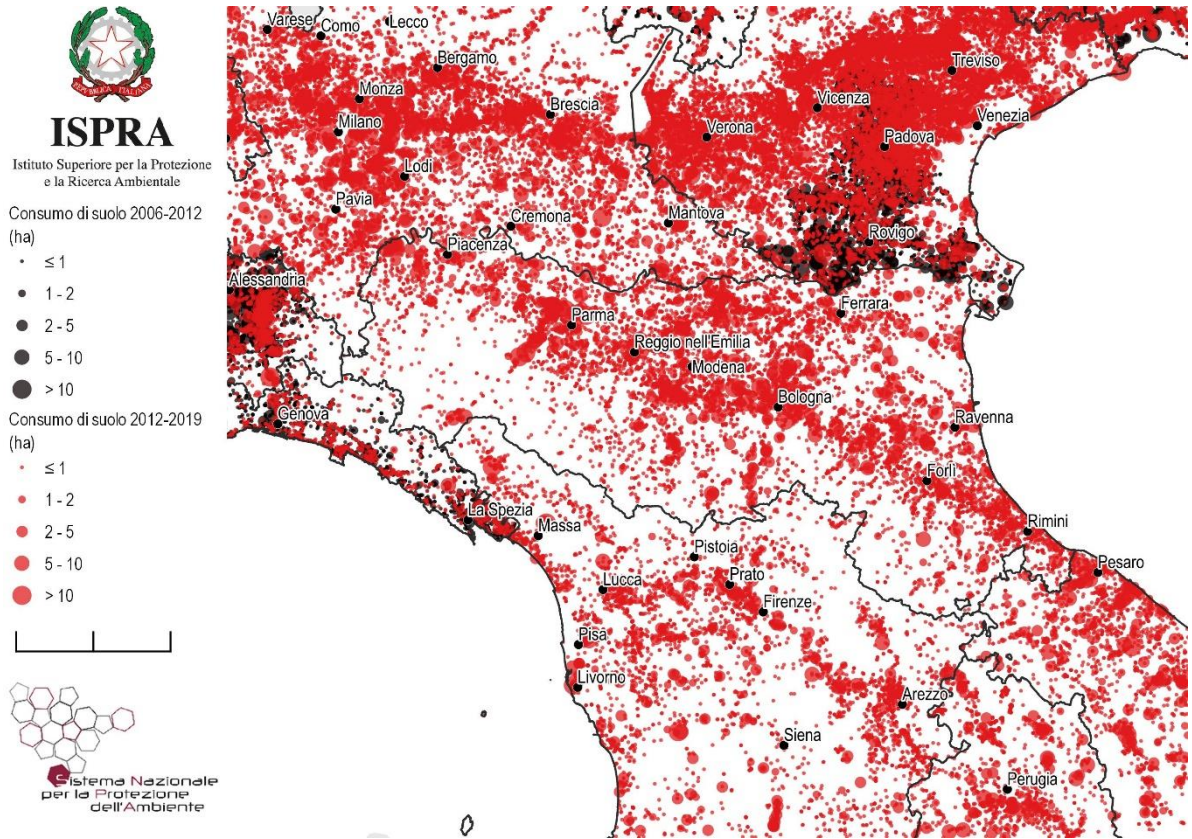 REPVBBLICA ITALIANA
ISPRA
Istituto Superiore per la Protezione
e la Ricerca Ambientale
Consumo di suolo 2006-2012
(ha)
≤ 1
1 - 2
2 - 5
5 - 10
> 10
Consumo di suolo 2012-2019
(ha)
≤ 1
1 - 2
2 - 5
5 - 10
> 10
Sistema Nazionale
per la Protezione
dell'Ambiente
Varese
Como
Lecco
Bergamo
Monza
Milano
Brescia
Lodi
Pavia
Cremona
Piacenza
Mantova
Verona
Vicenza
Treviso
Venezia
Padova
Rovigo
Alessandria
Parma
Reggio nell'Emilia
Modena
Ferrara
Bologna
Ravenna
Genova
Forlì
La Spezia
Massa
Rimini
Pistoia
Pesaro
Lucca
Prato
Firenze
Pisa
Livorno
Arezzo
Siena
Perugia